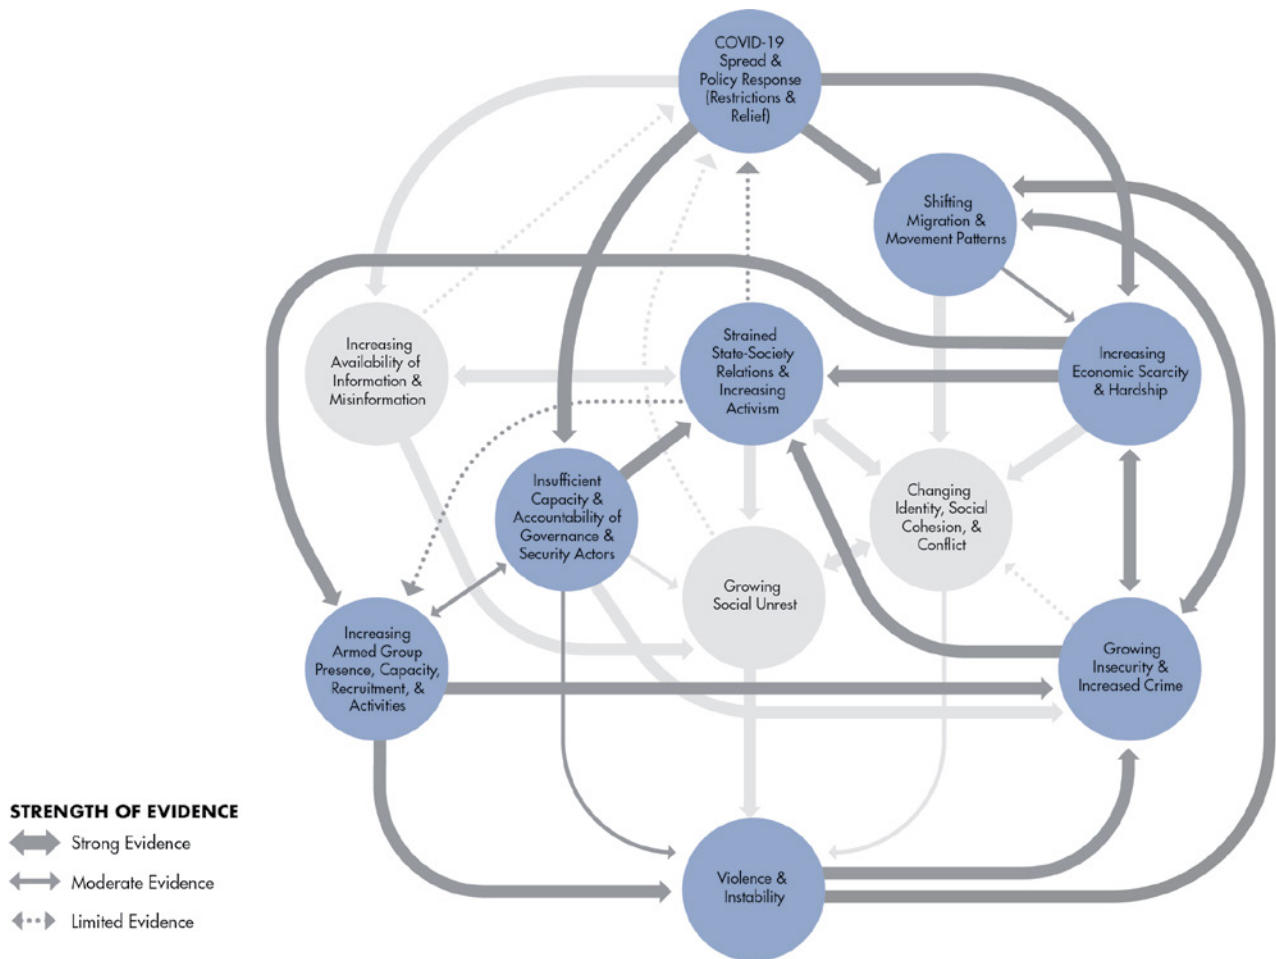 COVID-19
Spread &
Policy Response
(Restrictions &
Relief)
Shifting
Migration &
Movement Patterns
Increasing
Availability of
Information &
Misinformation
Strained
State-Society
Relations &
Increasing
Activism
Increasing
Economic Scarcity
& Hardship
Insufficient
Capacity &
Accountability of
Governance &
Security Actors
Changing
Identity, Social
Cohesion, &
Conflict
Growing
Social Unrest
Increasing
Armed Group
Presence, Capacity,
Recruitment, &
Activities
Growing
Insecurity &
Increased Crime
Violence &
Instability
STRENGTH OF EVIDENCE
Strong Evidence
Moderate Evidence
Limited Evidence